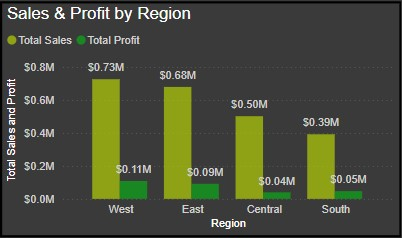 Sales & Profit by Region
Total Sales Total Profit
Total Sales and Profit
$0.8M
$0.6M
$0.4M
$0.2M
$0.0M
$0.73M
$0.11M
$0.68M
$0.09M
$0.50M
$0.04M
$0.39M
$0.05M
West East Central South
Region